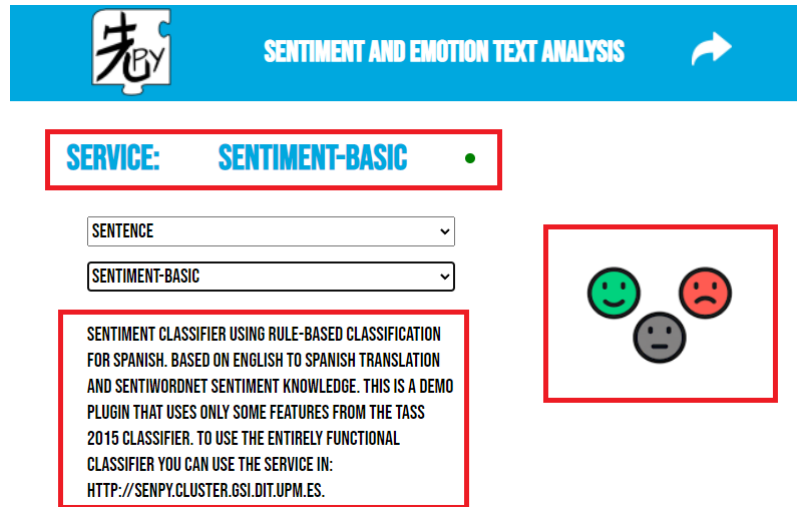 先PY
SENTIMENT AND EMOTION TEXT ANALYSIS
SERVICE: SENTIMENT-BASIC
SENTENCE
SENTIMENT-BASIC
SENTIMENT CLASSIFIER USING RULE-BASED CLASSIFICATION
FOR SPANISH. BASED ON ENGLISH TO SPANISH TRANSLATION
AND SENTIWORDNET SENTIMENT KNOWLEDGE. THIS IS A DEMO
PLUGIN THAT USES ONLY SOME FEATURES FROM THE TASS
2015 CLASSIFIER. TO USE THE ENTIRELY FUNCTIONAL
CLASSIFIER YOU CAN USE THE SERVICE IN:
HTTP://SENPY.CLUSTER.GSI.DIT.UPM.ES.